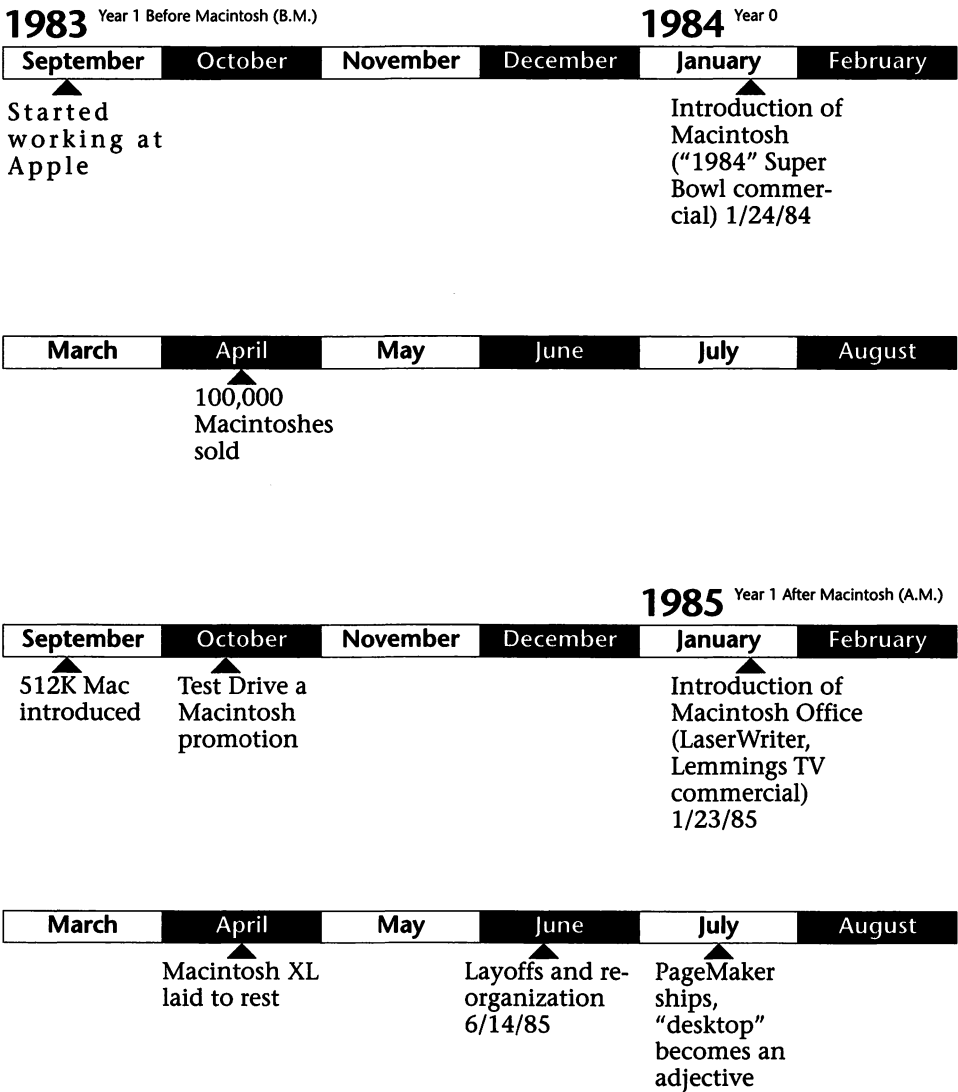 1983 Year 1 Before Macintosh (B.M.) 1984 Year 0
September October November December January February
Started
working at
Apple
Introduction of
Macintosh
(“1984” Super
Bowl commer-
cial) 1/24/84
March April May June July August
100,000
Macintoshes
sold
1985 Year 1 After Macintosh (A.M.)
September October November December January February
512K Mac
introduced
Test Drive a
Macintosh
promotion
Introduction of
Macintosh Office
(LaserWriter,
Lemmings TV
commercial)
1/23/85
March April May June July August
Macintosh XL
laid to rest
Layoffs and re-
organization
6/14/85
PageMaker
ships,
“desktop”
becomes an
adjective